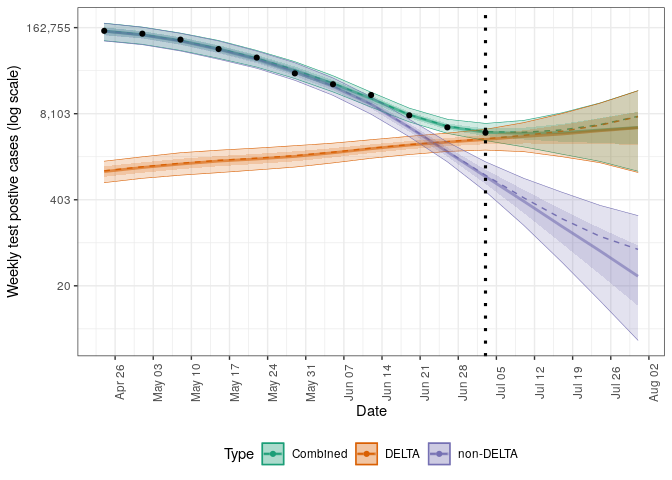 Weekly test postive cases (log scale)
162,755
8,103
403
20
Apr 26
May 03
May 10
May 17
May 24
May 31
Jun 07
Jun 14
Jun 21
Jun 28
Jul 05
Jul 12
Jul 19
Jul 26
Aug 02
Date
Type Combined DELTA non-DELTA